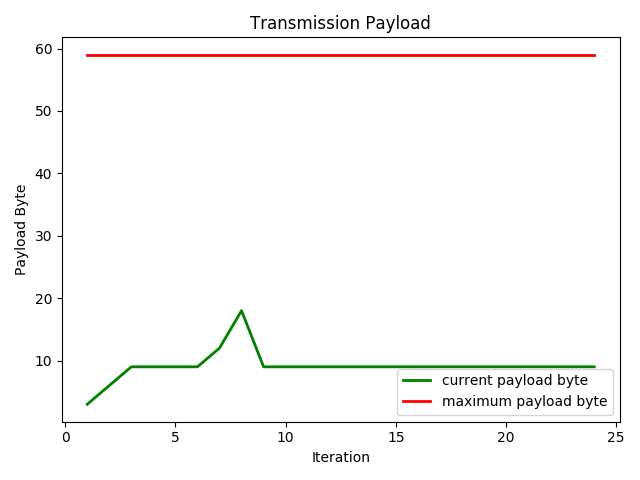 Transmission Payload
60
50
40
30
20
10
Payload Byte
current payload byte
maximum payload byte
0 5 10 15 20 25
Iteration